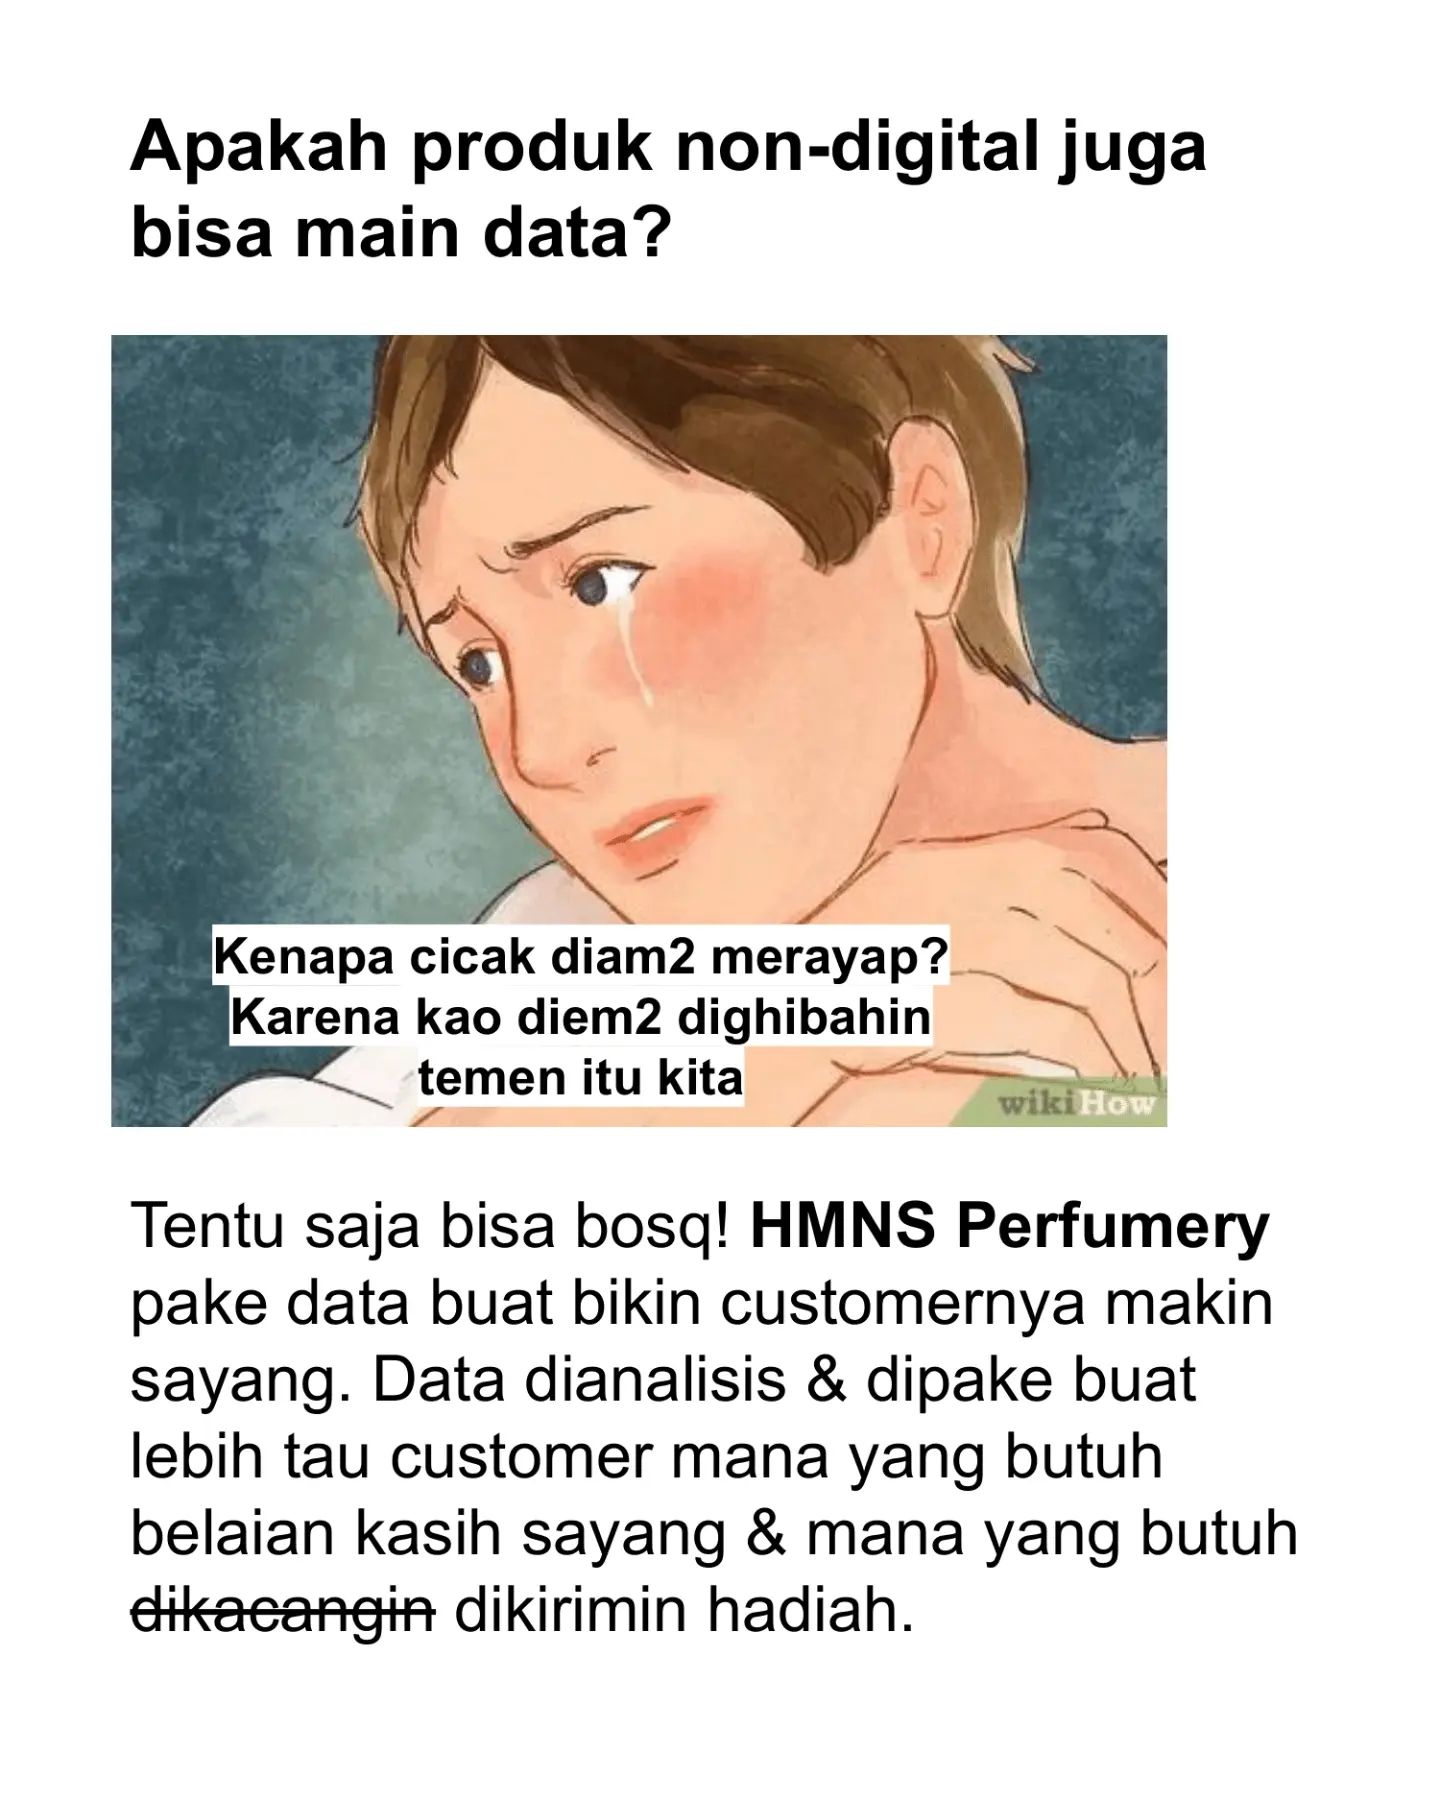 Apakah produk non-digital juga
bisa main data?
Kenapa cicak diam2 merayap?
Karena kao diem2 dighibahin
temen itu kita
wikiHow
Tentu saja bisa bosq! HMNS Perfumery
pake data buat bikin customernya makin
sayang. Data dianalisis & dipake buat
lebih tau customer mana yang butuh
belaian kasih sayang & mana yang butuh
dikacangin dikirimin hadiah.